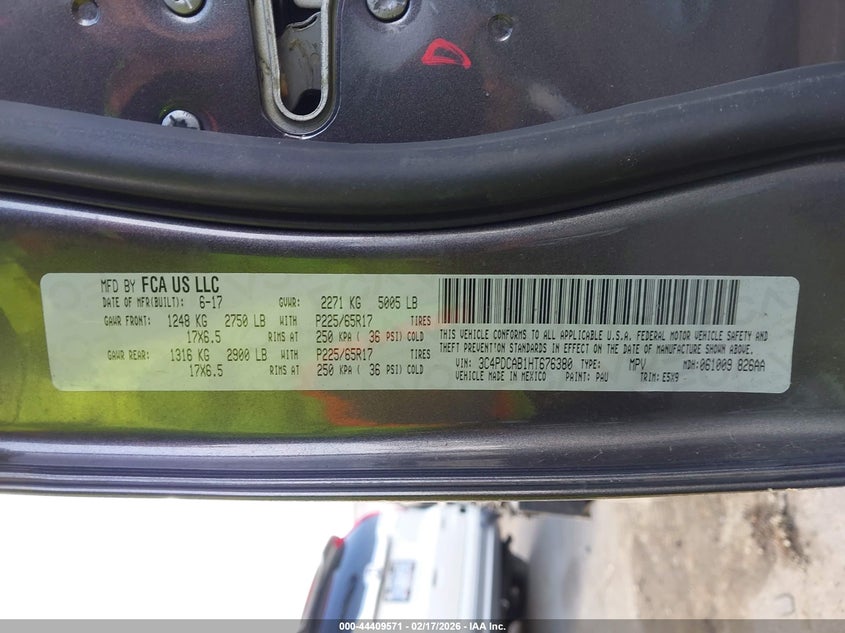 MFD BY FCA US LLC
DATE OF MFR(BUILT): 6-17 GVWR: 2271 KG 5005 LB
GAWR FRONT: 1248 KG 2750 LB WITH P225/65R17 TIRES
17X6.5 RIMS AT 250 KPA ( 36 PSI) COLD
GAWR REAR: 1316 KG 2900 LB WITH P225/65R17 TIRES
17X6.5 RIMS AT 250 KPA ( 36 PSI) COLD
THIS VEHICLE CONFORMS TO ALL APPLICABLE U.S.A. FEDERAL MOTOR VEHICLE SAFETY AND
THEFT PREVENTION STANDARDS IN EFFECT ON THE DATE OF MANUFACTURE SHOWN ABOVE.
VIN: 3C4PDCAB1HT676380 TYPE: MPV MDH:061009 826AA
VEHICLE MADE IN MEXICO PAINT: PAU TRIM: E5X9
000-44409571 - 02/17/2026 - IAA, Inc.